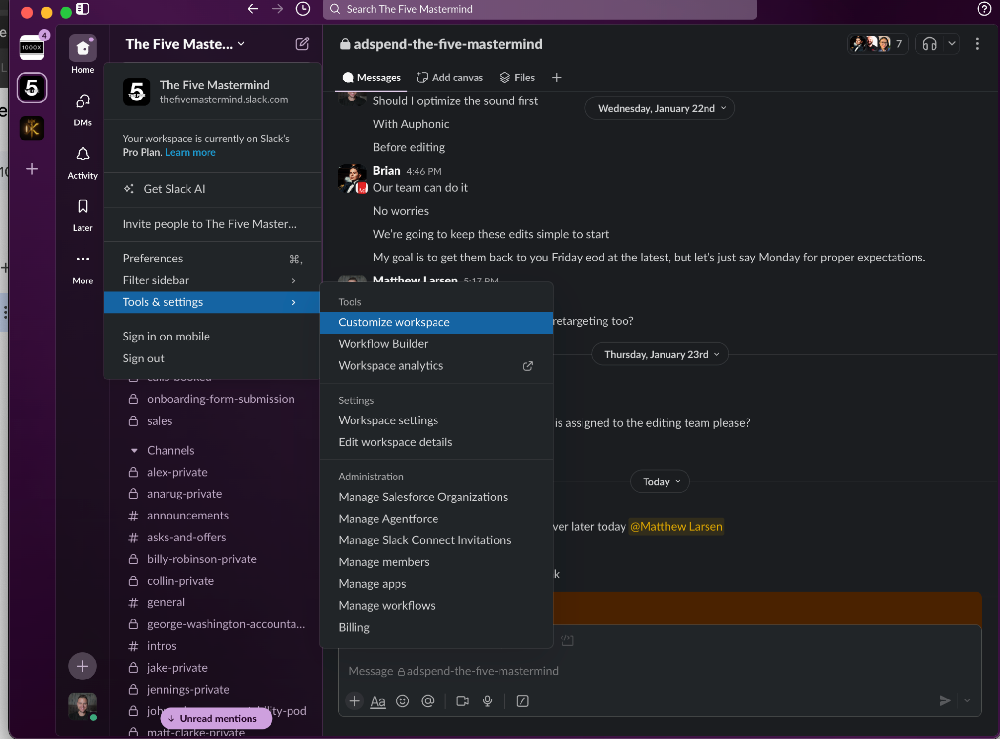 Search The Five Mastermind
4
1000X
Home
DMs
Activity
Later
More
5
THE FIVE
The Five Maste...
5
THE FIVE
The Five Mastermind
thefivemastermind.slack.com
Your workspace is currently on Slack’s
Pro Plan. Learn more
Get Slack AI
Invite people to The Five Master...
Preferences ⌘,
Filter sidebar
Tools & settings
Sign in on mobile
Sign out
calls-booked
onboarding-form-submission
sales
Channels
alex-private
anarug-private
announcements
asks-and-offers
billy-robinson-private
collin-private
general
george-washington-accounta...
intros
jake-private
jennings-private
ity-pod
Unread mentions
matt-clarke-private
Tools
Customize workspace
Workflow Builder
Workspace analytics
Settings
Workspace settings
Edit workspace details
Administration
Manage Salesforce Organizations
Manage Agentforce
Manage Slack Connect Invitations
Manage members
Manage apps
Manage workflows
Billing
adspend-the-five-mastermind
7
Messages
Add canvas
Files
Should I optimize the sound first
Wednesday, January 22nd
With Auphonic
Before editing
Brian 4:46 PM
Ad
Our team can do it
No worries
We’re going to keep these edits simple to start
My goal is to get them back to you Friday eod at the latest, but let’s just say Monday for proper expectations.
Matthew Larsen 5:17 PM
retargeting too?
Thursday, January 23rd
is assigned to the editing team please?
Today
ver later today @Matthew Larsen
k
Message adspend-the-five-mastermind
Aa